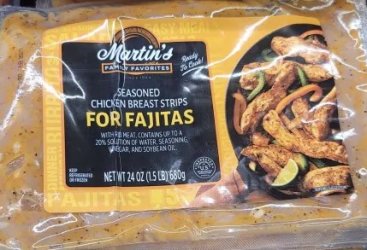 Martin's
FAMILY FAVORITES
Ready
To Cook!
SEASONED
CHICKEN BREAST STRIPS
FOR FAJITAS
WITH RIB MEAT, CONTAINS UP TO A
20% SOLUTION OF WATER, SEASONING,
VINEGAR, AND SOYBEAN OIL.
KEEP
REFRIGERATED
OR FROZEN
NET WT 24 OZ (1.5 LB) 680g
FAJITAS